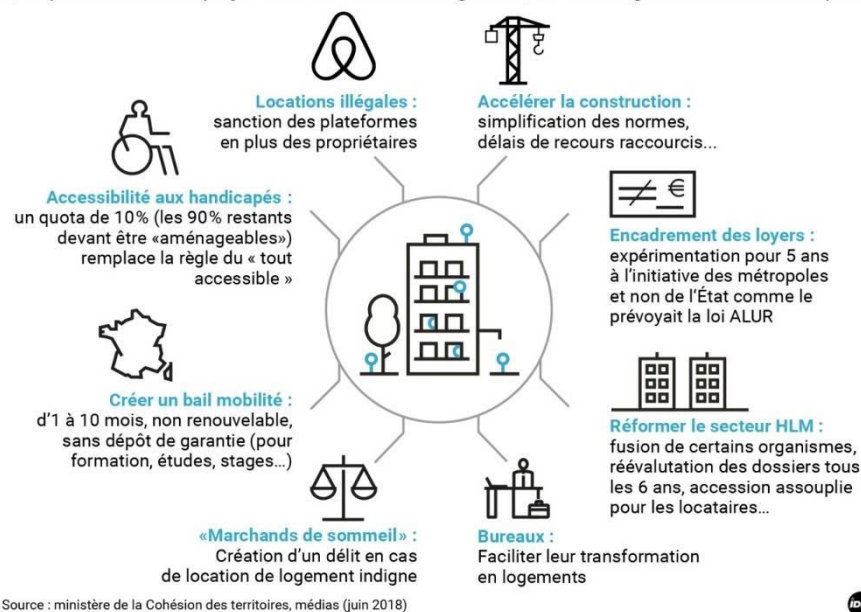 Locations illégales :
sanction des plateformes
en plus des propriétaires
Accélérer la construction :
simplification des normes,
délais de recours raccourcis...
Accessibilité aux handicapés :
un quota de 10% (les 90% restants
devant être «aménageables»)
remplace la règle du « tout
accessible »
≠ €
Encadrement des loyers :
expérimentation pour 5 ans
à l'initiative des métropoles
et non de l'État comme le
prévoyait la loi ALUR
Créer un bail mobilité :
d'1 à 10 mois, non renouvelable,
sans dépôt de garantie (pour
formation, études, stages...)
Réformer le secteur HLM :
fusion de certains organismes,
réévalutation des dossiers tous
les 6 ans, accession assouplie
pour les locataires...
«Marchands de sommeil» :
Création d'un délit en cas
de location de logement indigne
Bureaux :
Faciliter leur transformation
en logements
Source : ministère de la Cohésion des territoires, médias (juin 2018)